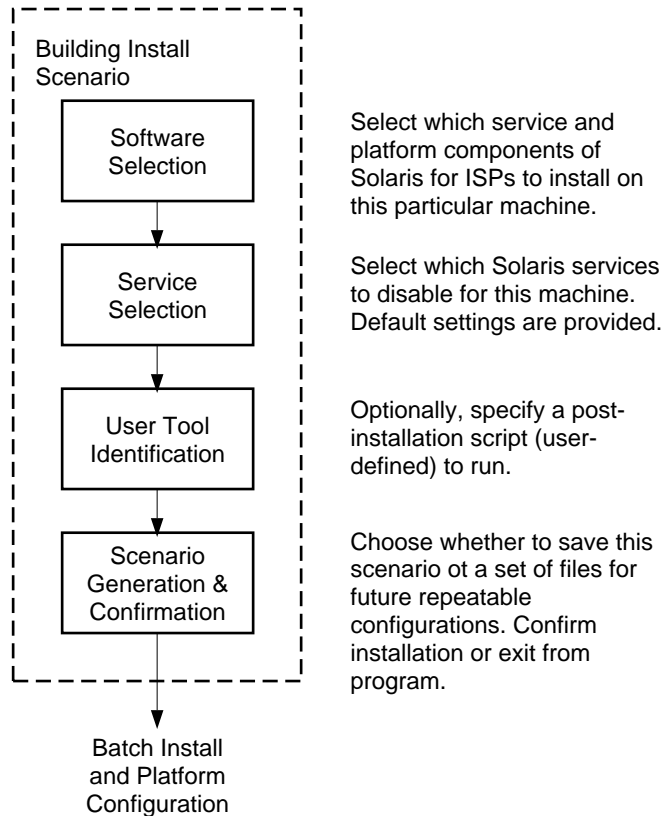 Building Install
Scenario
Software
Selection
Select which service and
platform components of
Solaris for ISPs to install on
this particular machine.
Service
Selection
Select which Solaris services
to disable for this machine.
Default settings are provided.
User Tool
Identification
Optionally, specify a post-
installation script (user-
defined) to run.
Scenario
Generation &
Confirmation
Choose whether to save this
scenario ot a set of files for
future repeatable
configurations. Confirm
installation or exit from
program.
Batch Install
and Platform
Configuration